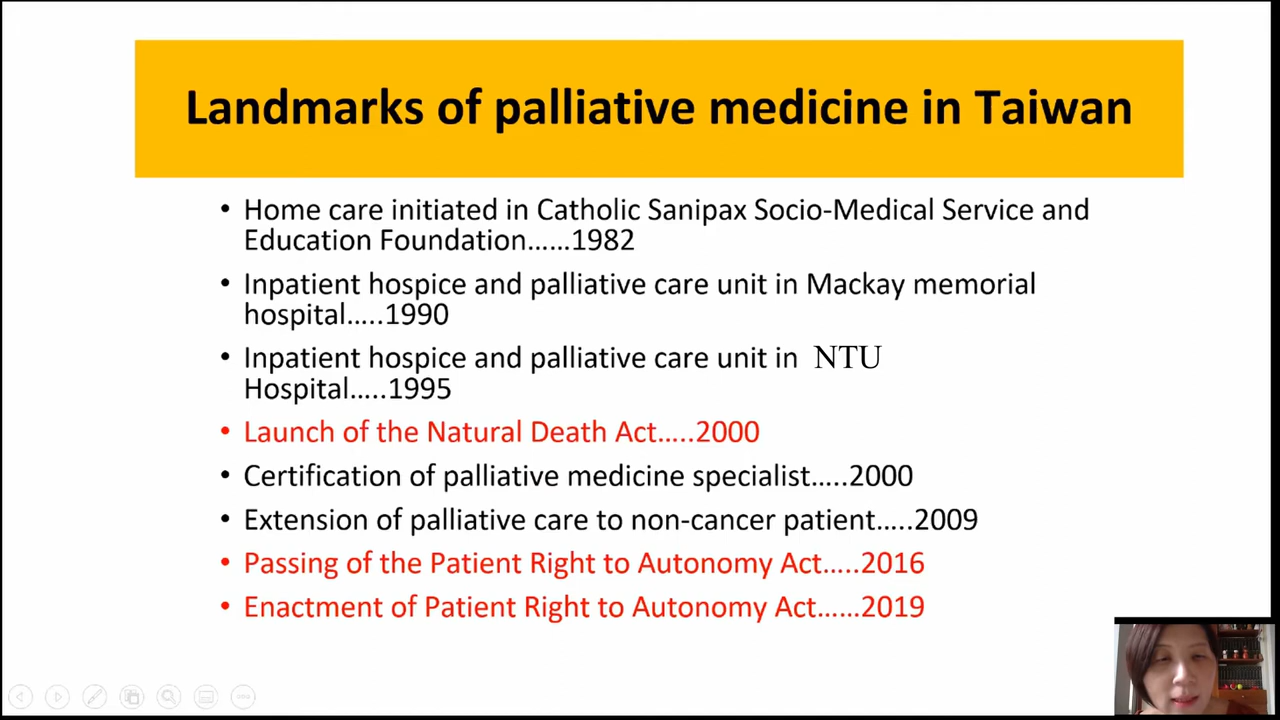 Landmarks of palliative medicine in Taiwan
• Home care initiated in Catholic Sanipax Socio-Medical Service and
Education Foundation……1982
• Inpatient hospice and palliative care unit in Mackay memorial
hospital…..1990
• Inpatient hospice and palliative care unit in NTU
Hospital…..1995
• Launch of the Natural Death Act…..2000
• Certification of palliative medicine specialist…..2000
• Extension of palliative care to non-cancer patient…..2009
• Passing of the Patient Right to Autonomy Act…..2016
• Enactment of Patient Right to Autonomy Act……2019